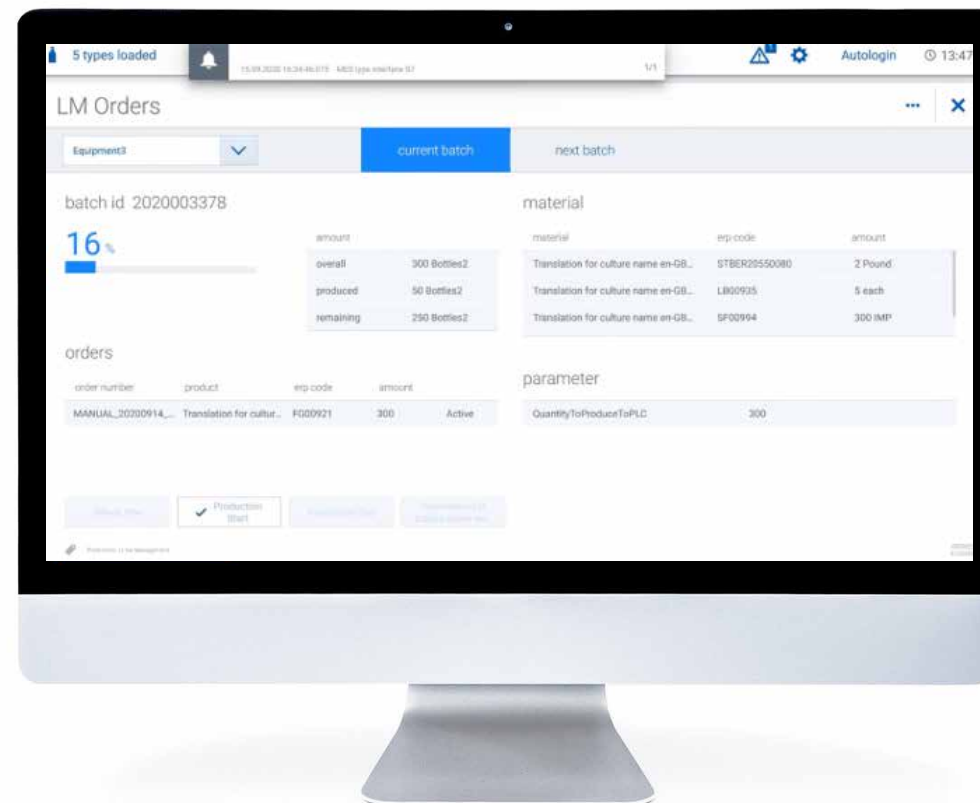 5 types loaded
1/1
Autologin
13:47
LM Orders
Equipment3
current batch
next batch
batch id 2020003378
16 %
amount
overall 300 Bottles2
produced 50 Bottles2
remaining 250 Bottles2
material
material erp code amount
Translation for culture name en-GB... STBER20550080 2 Pound
Translation for culture name en-GB... LB00935 5 each
Translation for culture name en-GB... SF00994 300 IMP
orders
order number product erp code amount
MANUAL_20200914_... Translation for cultur... FG00921 300 Active
parameter
QuantityToProduceToPLC 300
Production
Start